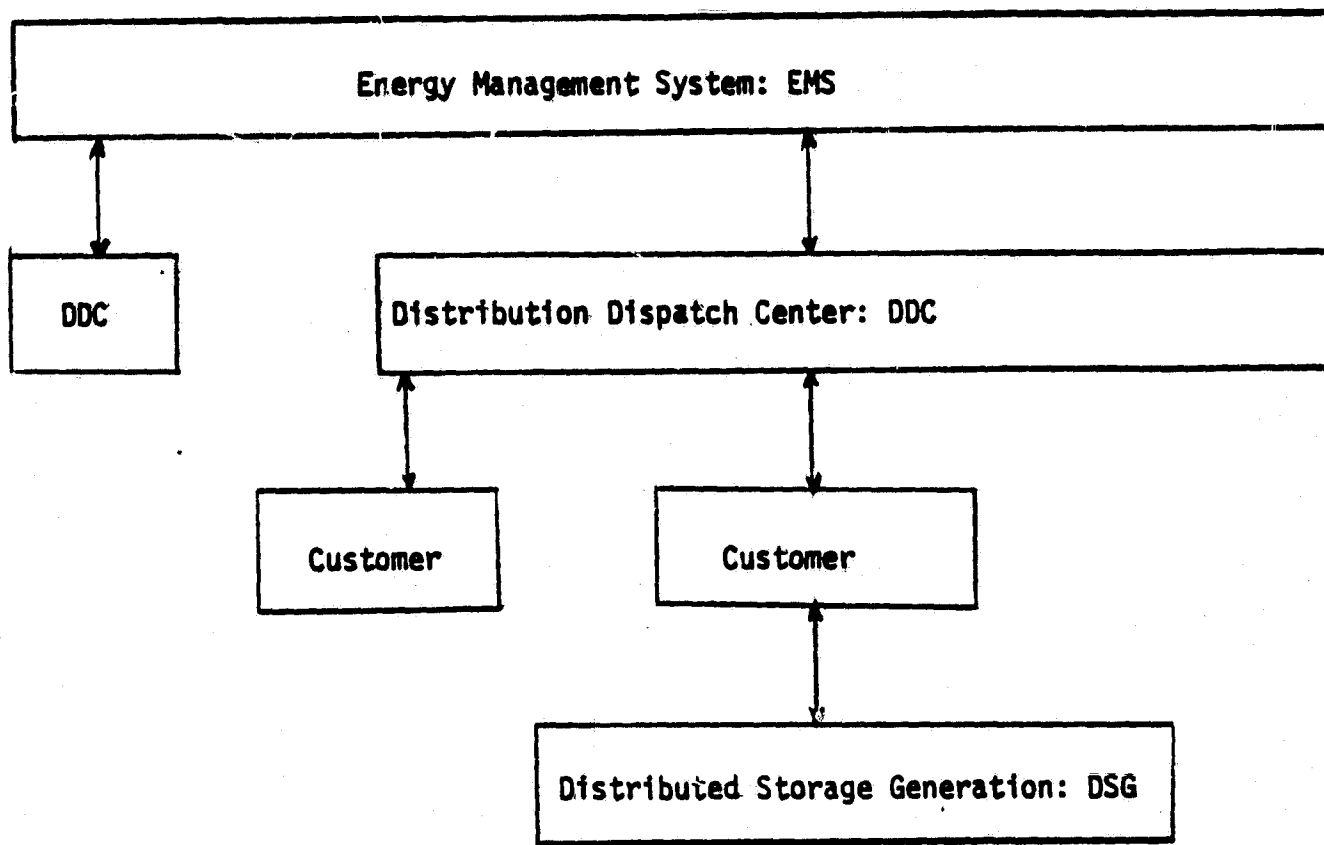 Energy Management System: EMS
DDC
Distribution Dispatch Center: DDC
Customer
Customer
Distributed Storage Generation: DSG